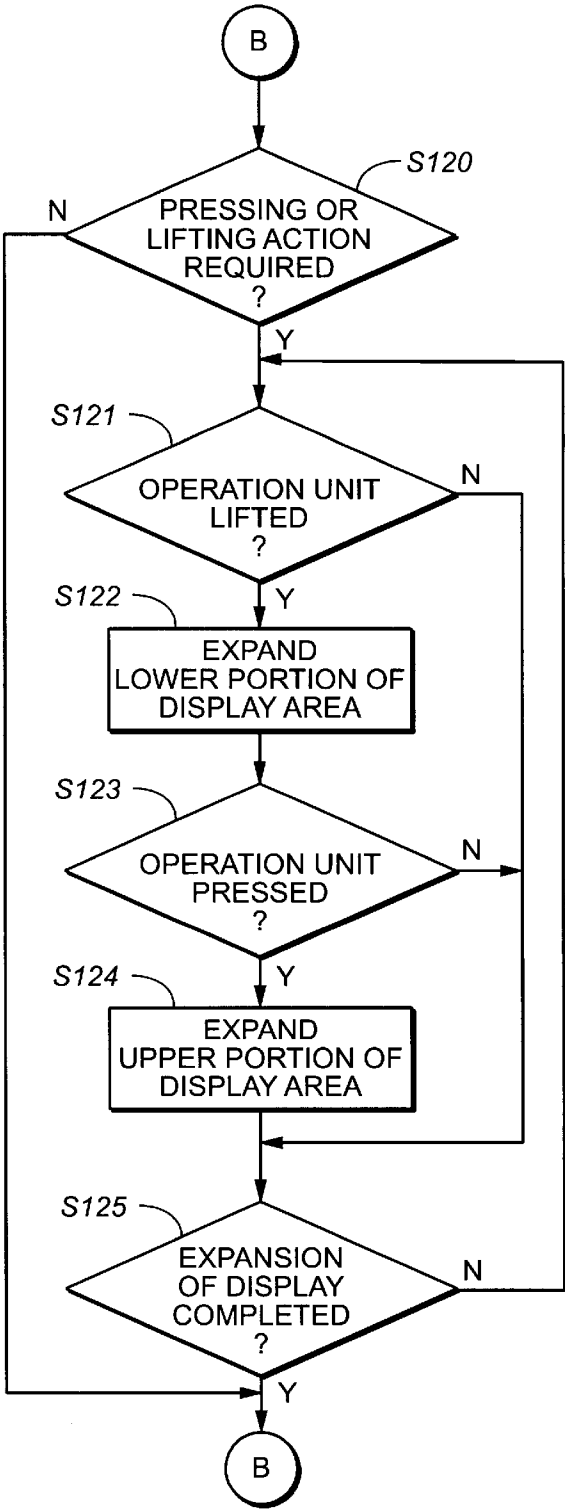 B
S120
N
PRESSING OR
LIFTING ACTION
REQUIRED
?
Y
S121
N
OPERATION UNIT
LIFTED
?
Y
S122
EXPAND
LOWER PORTION OF
DISPLAY AREA
S123
N
OPERATION UNIT
PRESSED
?
Y
S124
EXPAND
UPPER PORTION OF
DISPLAY AREA
S125
EXPANSION
OF DISPLAY
COMPLETED
?
N
Y
B